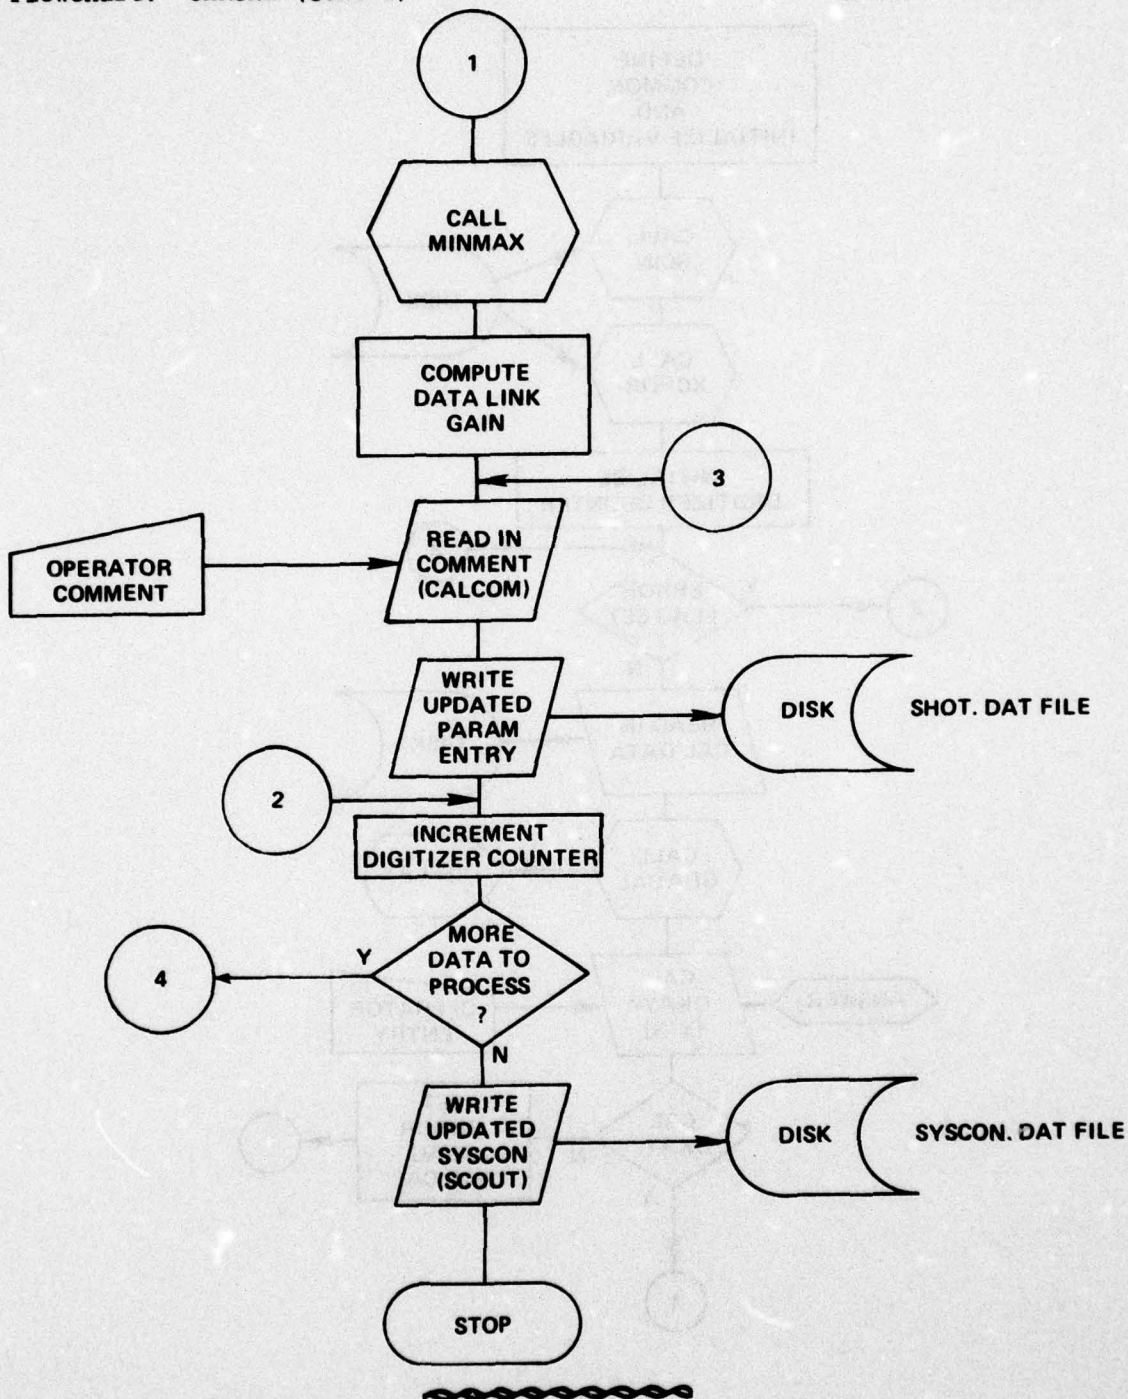 1
CALL
MINMAX
COMPUTE
DATA LINK
GAIN
3
READ IN
COMMENT
(CALCOM)
OPERATOR
COMMENT
WRITE
UPDATED
PARAM
ENTRY
DISK
SHOT. DAT FILE
2
INCREMENT
DIGITIZER COUNTER
MORE
DATA TO
PROCESS
?
Y
4
N
WRITE
UPDATED
SYSCON
(SCOUT)
DISK
SYSCON. DAT FILE
STOP